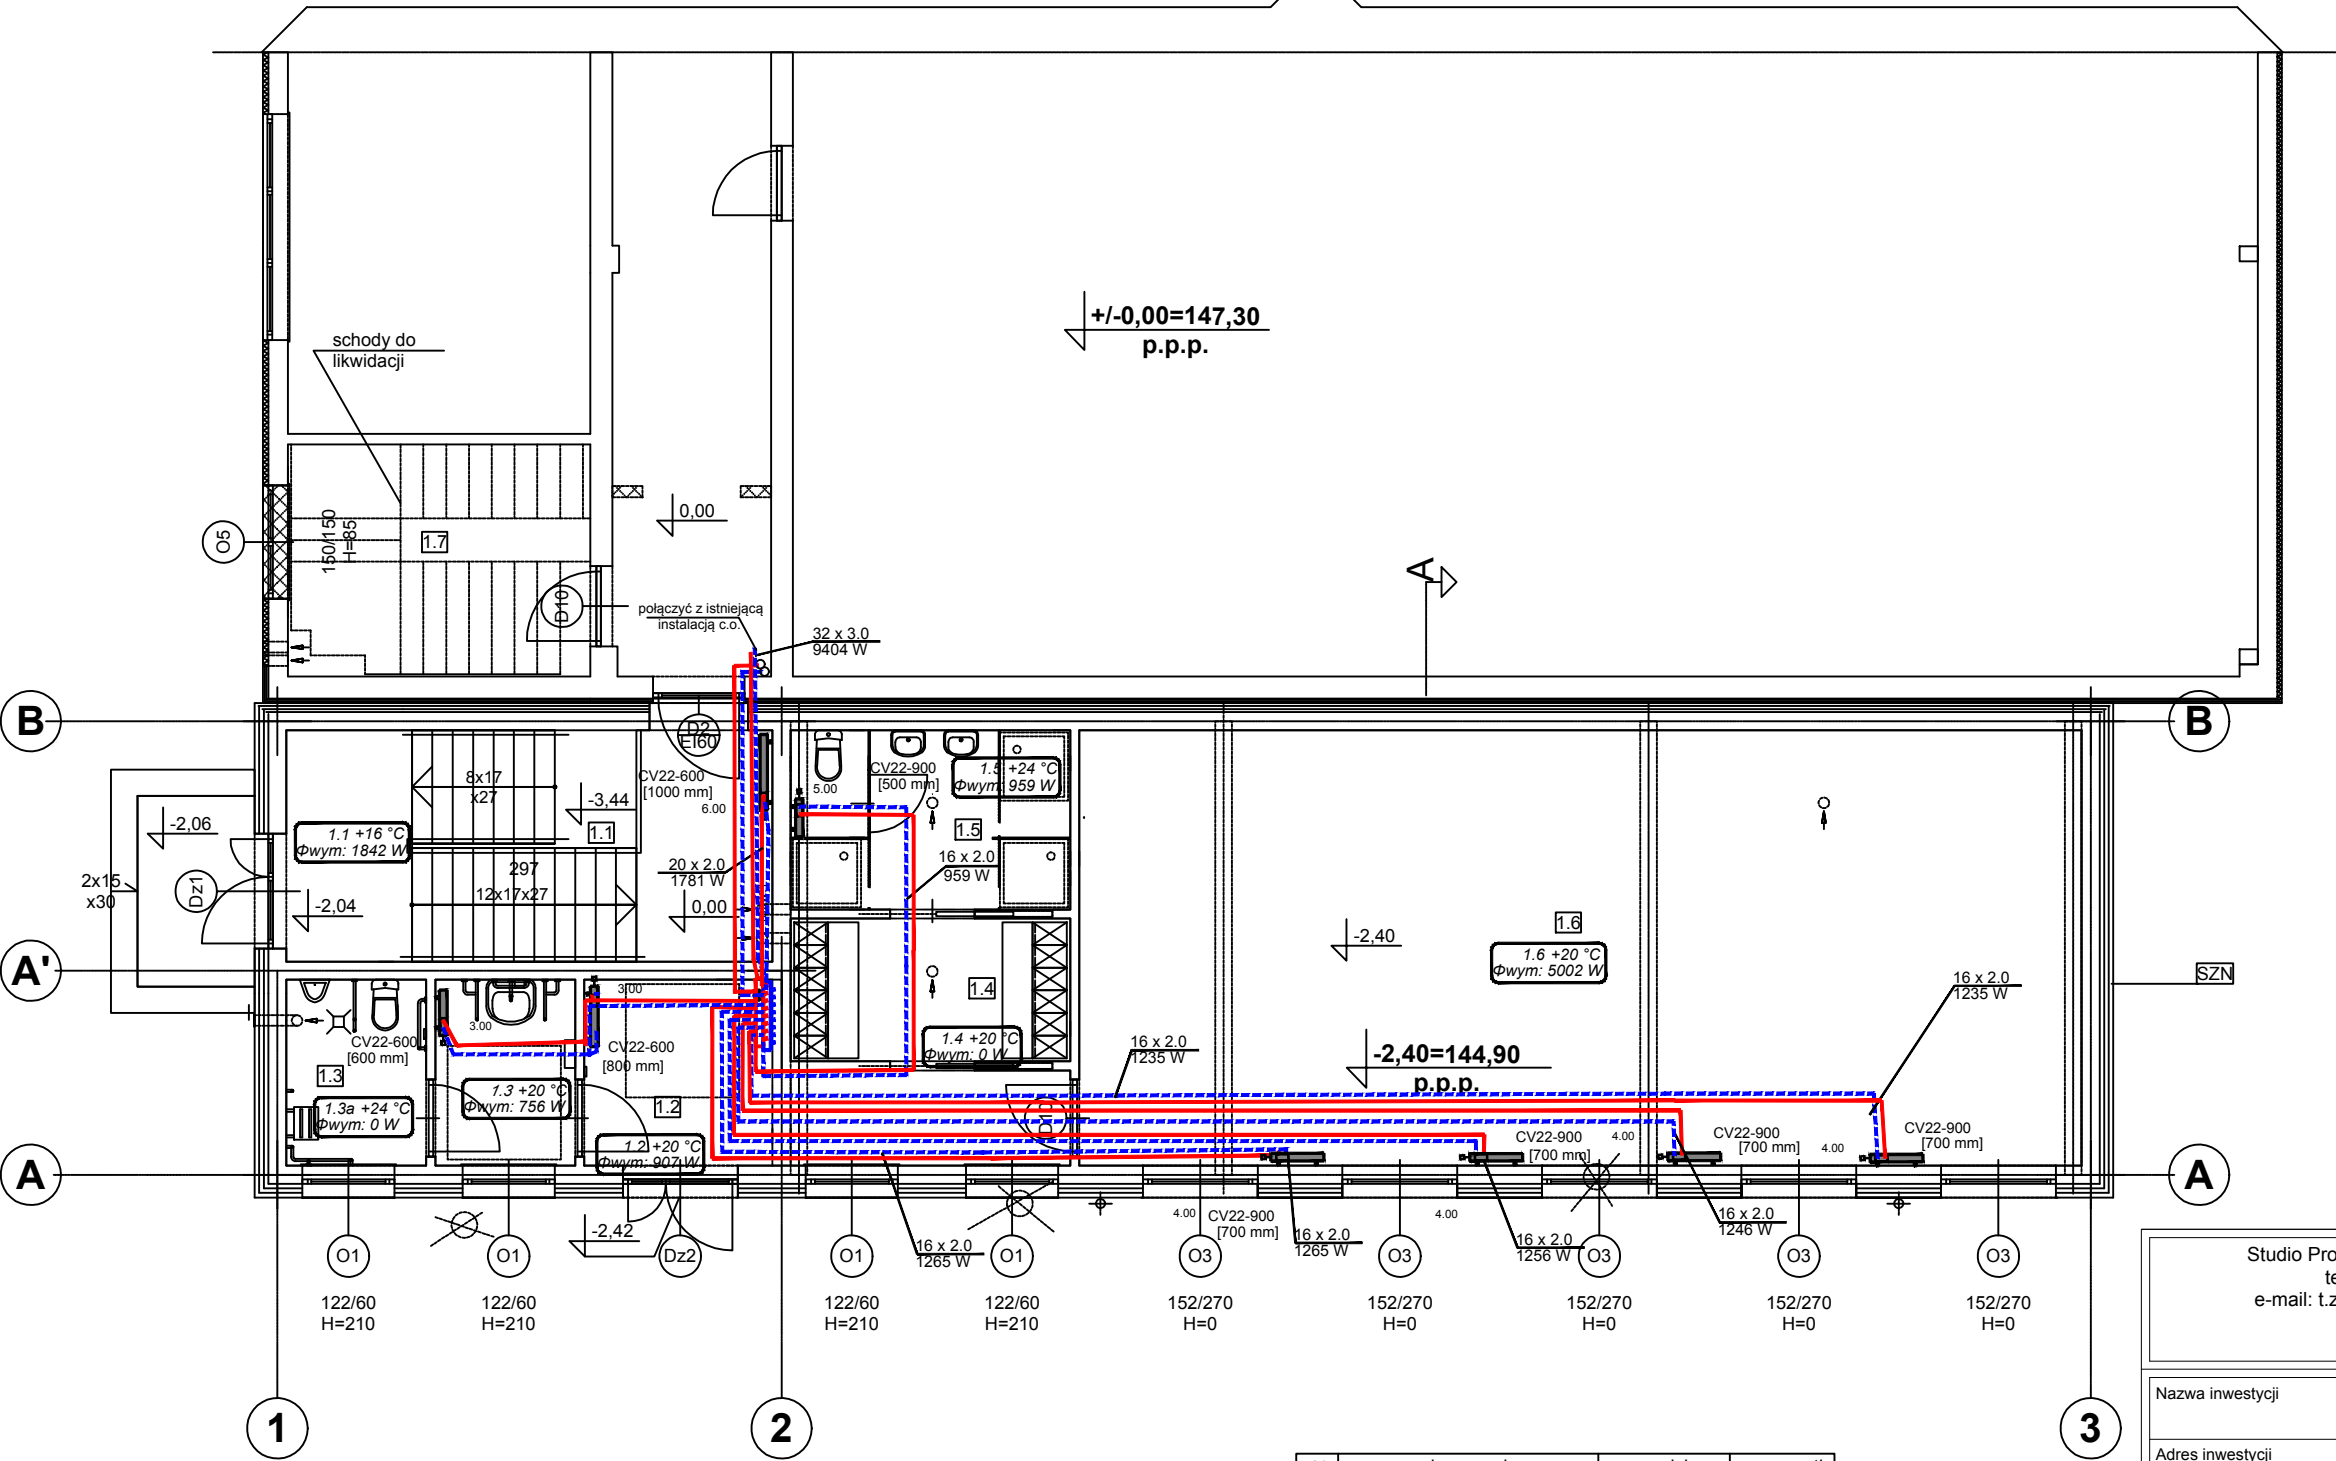 +/-0,00=147,30
p.p.p.
schody do
likwidacji
0,00
O5
150/150
H=85
1.7
A
D10
połączyć z istniejącą
instalacją c.o.
32 x 3.0
9404 W
B
D2
EI60
B
8x17
x27
CV22-600
[1000 mm]
6.00
CV22-900
[500 mm]
5.00
1.5 +24 °C
Φwym: 959 W
-3,44
1.1
-2,06
1.1 +16 °C
Φwym: 1842 W
1.5
2x15
x30
Dz1
297
12x17x27
20 x 2.0
1781 W
16 x 2.0
959 W
-2,04
0,00
-2,40
1.6
1.6 +20 °C
Φwym: 5002 W
A'
SZN
16 x 2.0
1235 W
3.00
1.4
3.00
CV22-600
[600 mm]
CV22-600
[800 mm]
1.4 +20 °C
Φwym: 0 W
16 x 2.0
1235 W
-2,40=144,90
p.p.p.
1.3
1.3 +20 °C
Φwym: 756 W
1.3a +24 °C
Φwym: 0 W
1.2
1.2 +20 °C
Φwym: 907 W
CV22-900
[700 mm]
4.00
CV22-900
[700 mm]
4.00
CV22-900
[700 mm]
A
A
4.00
CV22-900
[700 mm]
4.00
16 x 2.0
1246 W
-2,42
16 x 2.0
1265 W
16 x 2.0
1265 W
16 x 2.0
1256 W
O1
O1
Dz2
O1
O1
O3
O3
O3
O3
O3
122/60
H=210
122/60
H=210
122/60
H=210
122/60
H=210
152/270
H=0
152/270
H=0
152/270
H=0
152/270
H=0
152/270
H=0
Studio Pro
te
e-mail: t.z
Nazwa inwestycji
Adres inwestycji
1
2
3